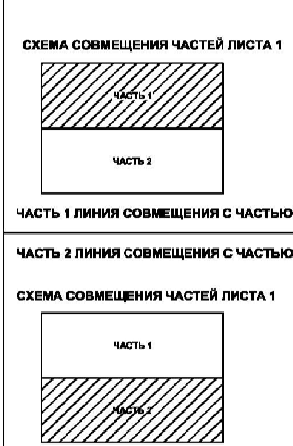 СХЕМА СОВМЕЩЕНИЯ ЧАСТЕЙ ЛИСТА 1
ЧАСТЬ 1
ЧАСТЬ 2
ЧАСТЬ 1 ЛИНИЯ СОВМЕЩЕНИЯ С ЧАСТЬЮ
ЧАСТЬ 2 ЛИНИЯ СОВМЕЩЕНИЯ С ЧАСТЬЮ
СХЕМА СОВМЕЩЕНИЯ ЧАСТЕЙ ЛИСТА 1
ЧАСТЬ 1
ЧАСТЬ 2